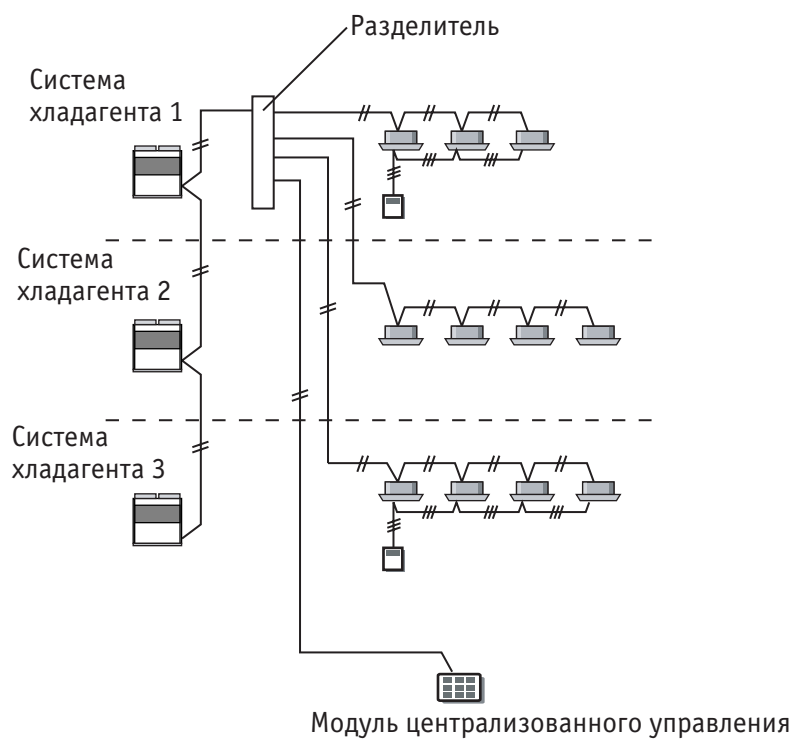 Разделитель
Система
хладагента 1
Система
хладагента 2
Система
хладагента 3
Модуль централизованного управления